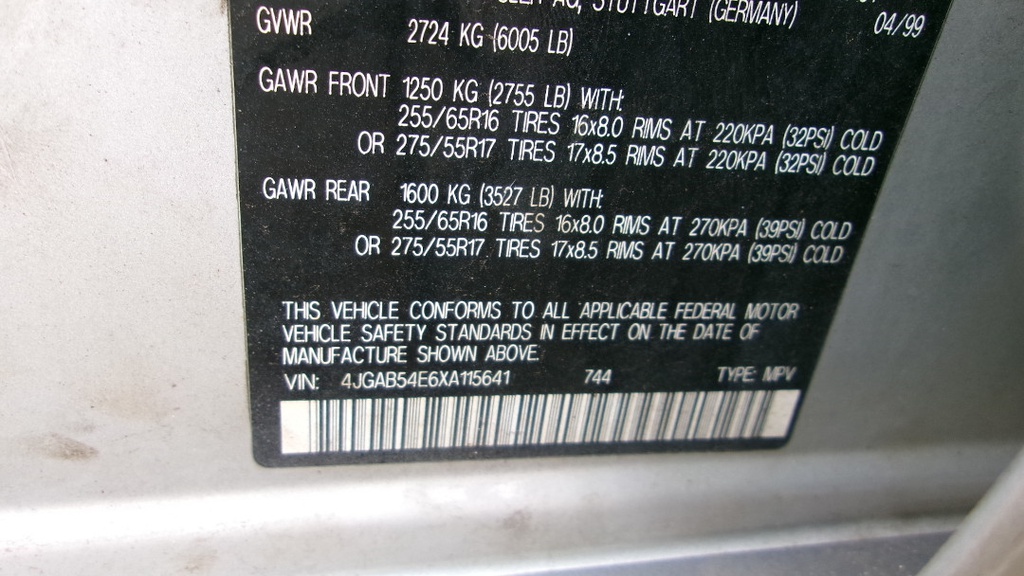 AG, STUTTGART (GERMANY)
04/99
GVWR 2724 KG (6005 LB)
GAWR FRONT 1250 KG (2755 LB) WITH:
255/65R16 TIRES 16x8.0 RIMS AT 220KPA (32PSI) COLD
OR 275/55R17 TIRES 17x8.5 RIMS AT 220KPA (32PSI) COLD
GAWR REAR 1600 KG (3527 LB) WITH:
255/65R16 TIRES 16x8.0 RIMS AT 270KPA (39PSI) COLD
OR 275/55R17 TIRES 17x8.5 RIMS AT 270KPA (39PSI) COLD
THIS VEHICLE CONFORMS TO ALL APPLICABLE FEDERAL MOTOR
VEHICLE SAFETY STANDARDS IN EFFECT ON THE DATE OF
MANUFACTURE SHOWN ABOVE.
VIN: 4JGAB54E6XA115641 744 TYPE: MPV